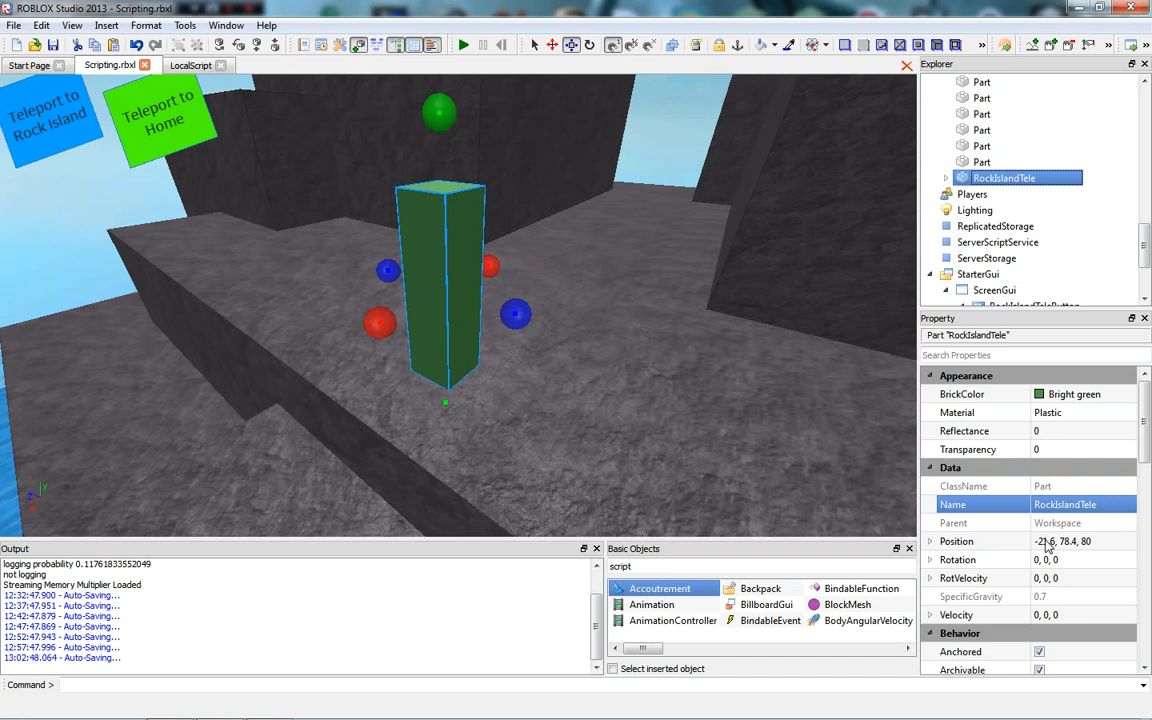 ROBLOX Studio 2013 - Scripting.rbxl
File Edit View Insert Format Tools Window Help
Start Page Scripting.rbxl LocalScript
Teleport to
Rock Island
Teleport to
Home
Explorer
Part
Part
Part
Part
Part
Part
RockIslandTele
Players
Lighting
ReplicatedStorage
ServerScriptService
ServerStorage
StarterGui
ScreenGui
RockIslandTeleButton
Property
Part "RockIslandTele"
Search Properties
Appearance
BrickColor Bright green
Material Plastic
Reflectance 0
Transparency 0
Data
ClassName Part
Name RockIslandTele
Parent Workspace
Position 78.4, 80
Rotation 0, 0, 0
RotVelocity 0, 0, 0
SpecificGravity 0.7
Velocity 0, 0, 0
Behavior
Anchored
Archivable
Output
logging probability 0.11761833552049
not logging
Streaming Memory Multiplier Loaded
12:32:47.900 - Auto-Saving...
12:37:47.951 - Auto-Saving...
12:42:47.879 - Auto-Saving...
12:47:47.869 - Auto-Saving...
12:52:47.943 - Auto-Saving...
12:57:47.996 - Auto-Saving...
13:02:48.064 - Auto-Saving...
Basic Objects
script
Accoutrement Backpack BindableFunction
Animation BillboardGui BlockMesh
AnimationController BindableEvent BodyAngularVelocity
Select inserted object
Command >